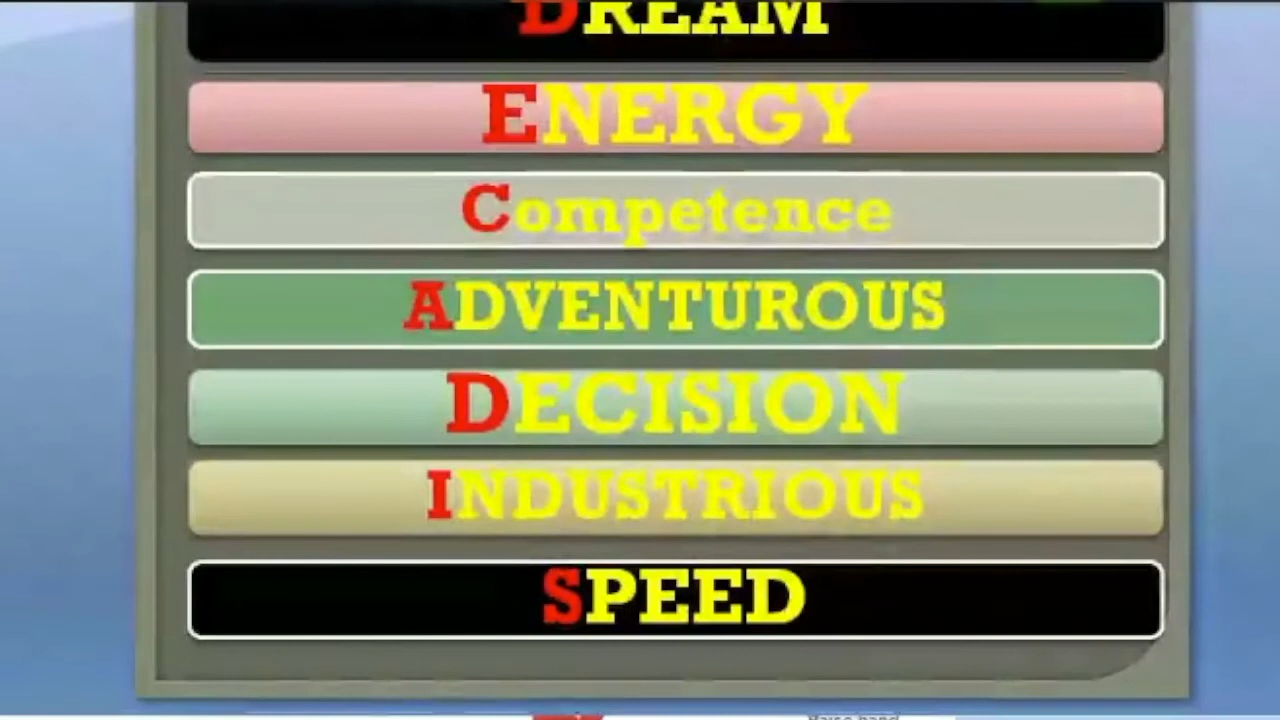 DREAM
ENERGY
Competence
ADVENTUROUS
DECISION
INDUSTRIOUS
SPEED